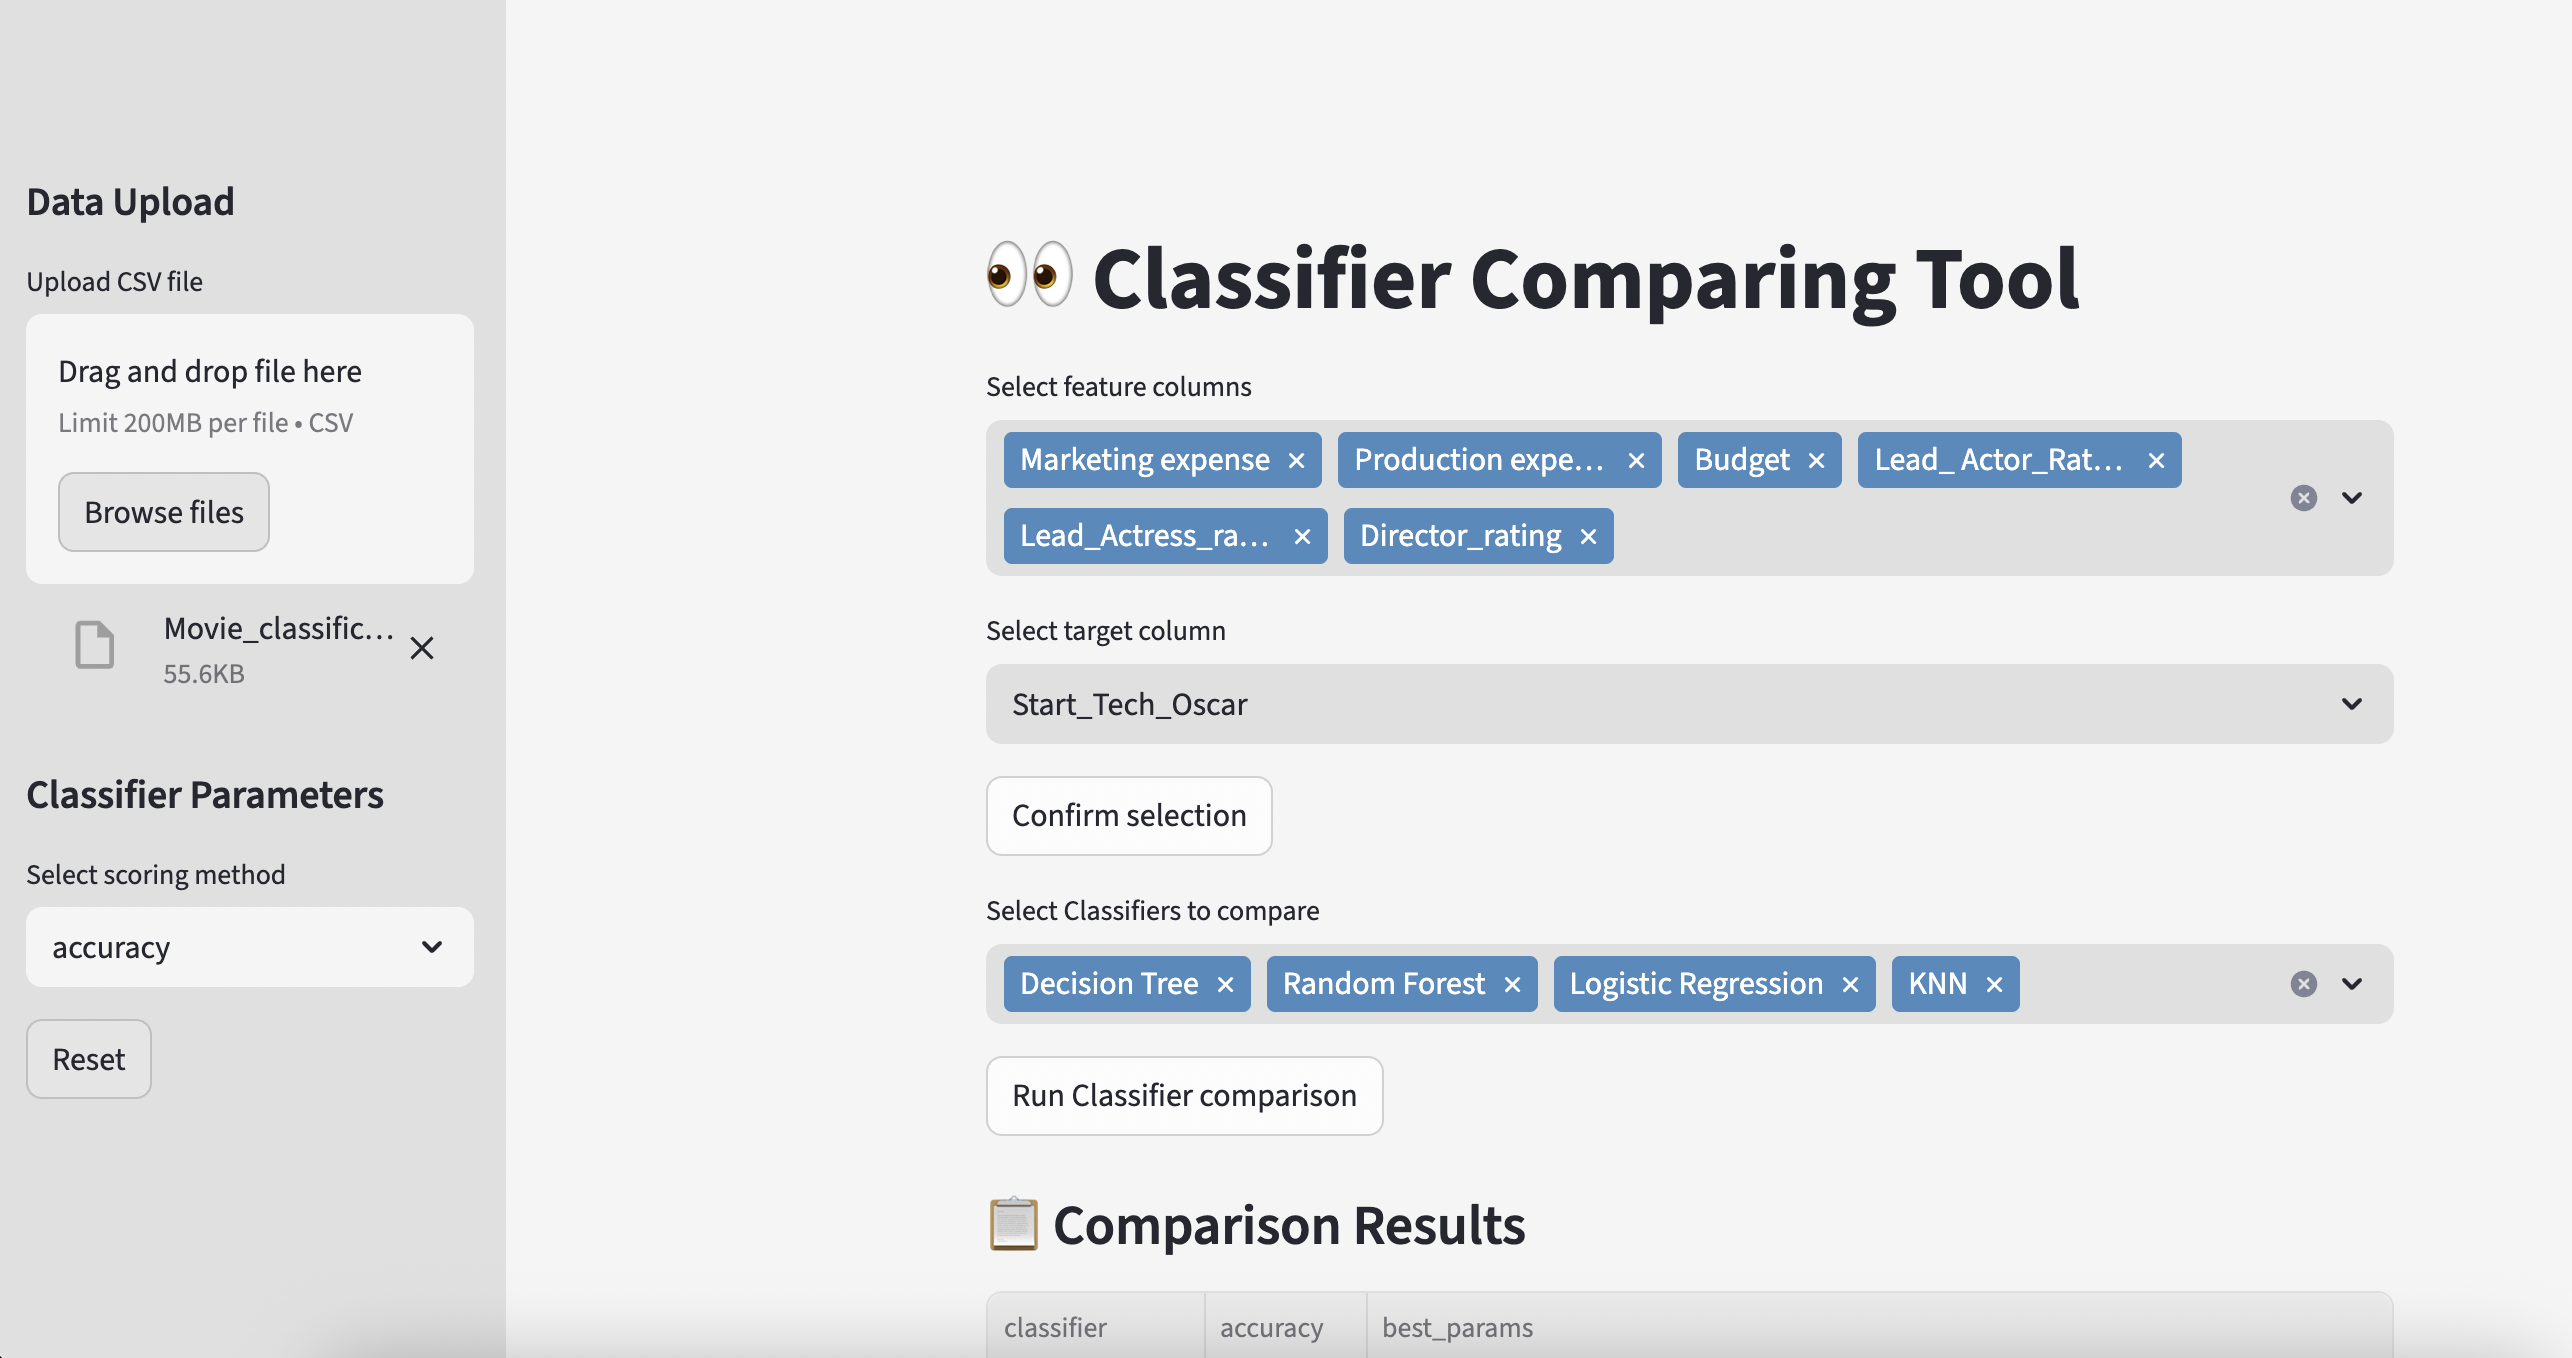 Data Upload
Upload CSV file
Drag and drop file here
Limit 200MB per file • CSV
Browse files
Movie_classific...
55.6KB
Classifier Parameters
Select scoring method
accuracy
Reset
Classifier Comparing Tool
Select feature columns
Marketing expense Production expe... Budget Lead_ Actor_Rat...
Lead_Actress_ra... Director_rating
Select target column
Start_Tech_Oscar
Confirm selection
Select Classifiers to compare
Decision Tree Random Forest Logistic Regression KNN
Run Classifier comparison
Comparison Results
classifier accuracy best_params